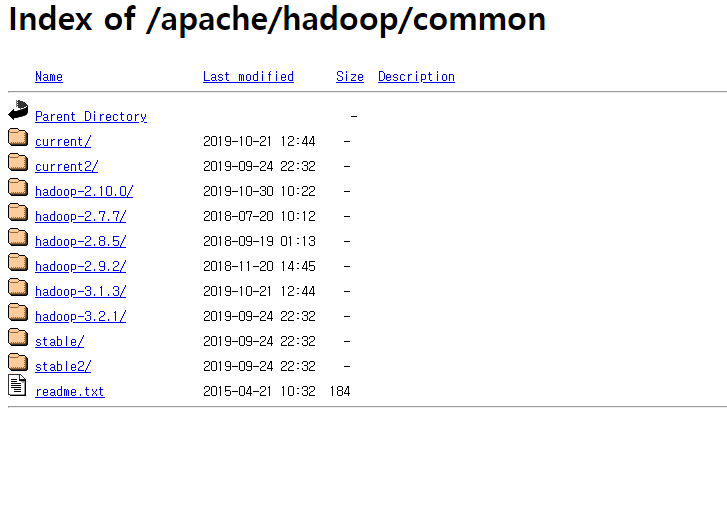 Index of /apache/hadoop/common
Name Last modified Size Description
Parent Directory -
current/ 2019-10-21 12:44 -
current2/ 2019-09-24 22:32 -
hadoop-2.10.0/ 2019-10-30 10:22 -
hadoop-2.7.7/ 2018-07-20 10:12 -
hadoop-2.8.5/ 2018-09-19 01:13 -
hadoop-2.9.2/ 2018-11-20 14:45 -
hadoop-3.1.3/ 2019-10-21 12:44 -
hadoop-3.2.1/ 2019-09-24 22:32 -
stable/ 2019-09-24 22:32 -
stable2/ 2019-09-24 22:32 -
readme.txt 2015-04-21 10:32 184